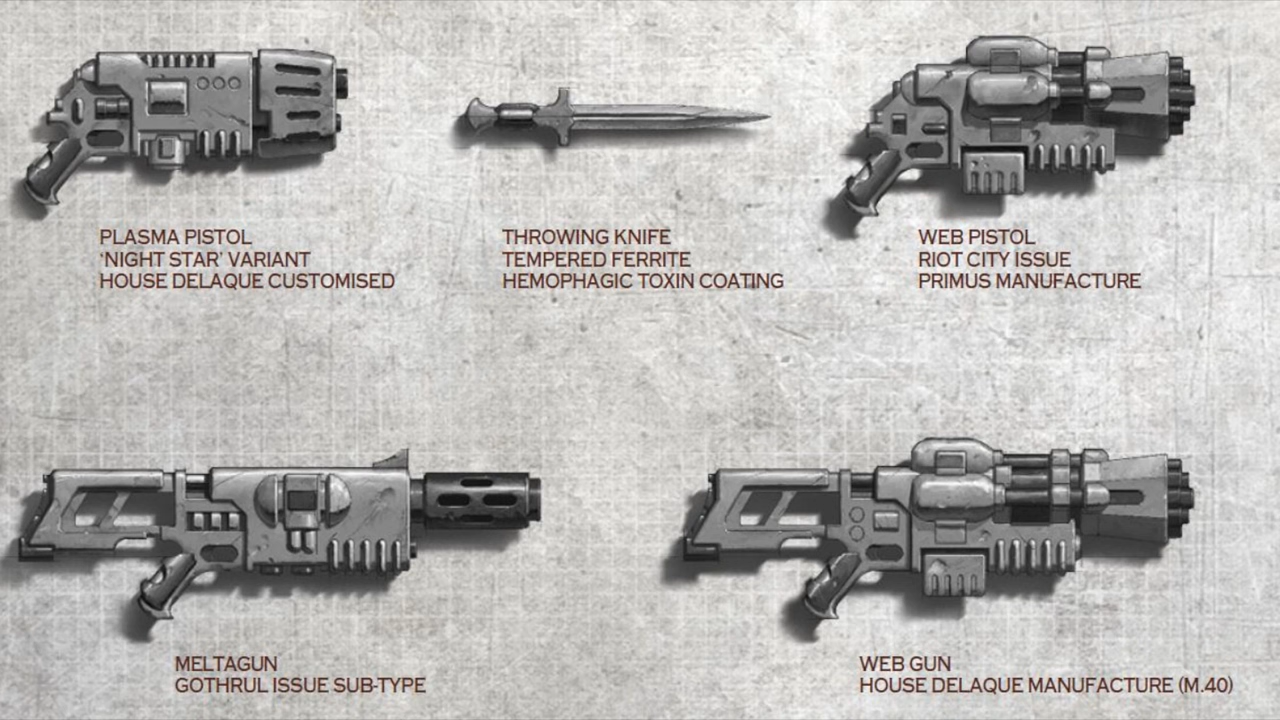 PLASMA PISTOL
‘NIGHT STAR’ VARIANT
HOUSE DELAQUE CUSTOMISED
THROWING KNIFE
TEMPERED FERRITE
HEMOPHAGIC TOXIN COATING
WEB PISTOL
RIOT CITY ISSUE
PRIMUS MANUFACTURE
MELTAGUN
GOTHRUL ISSUE SUB-TYPE
WEB GUN
HOUSE DELAQUE MANUFACTURE (M.40)